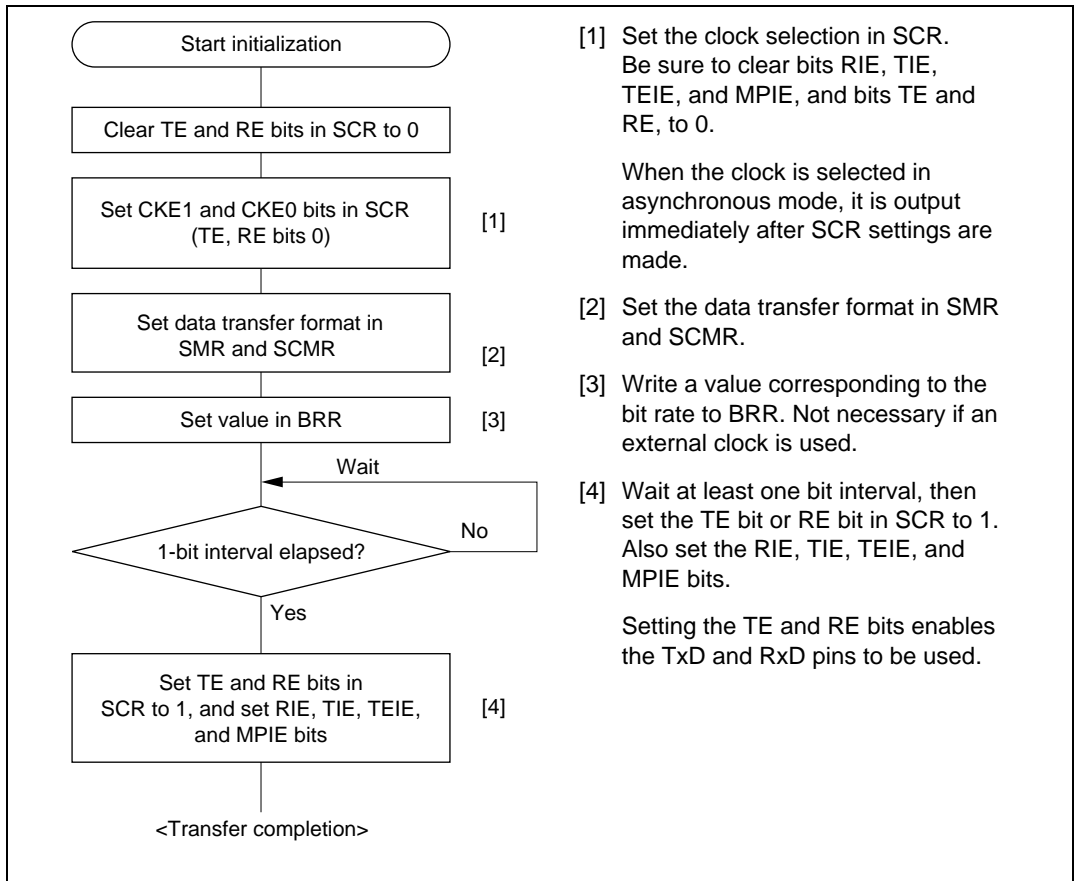 Start initialization
Clear TE and RE bits in SCR to 0
Set CKE1 and CKE0 bits in SCR
(TE, RE bits 0)
[1]
Set data transfer format in
SMR and SCMR
[2]
Set value in BRR
[3]
Wait
1-bit interval elapsed?
No
Yes
Set TE and RE bits in
SCR to 1, and set RIE, TIE, TEIE,
and MPIE bits
[4]
<Transfer completion>
[1] Set the clock selection in SCR.
Be sure to clear bits RIE, TIE,
TEIE, and MPIE, and bits TE and
RE, to 0.
When the clock is selected in
asynchronous mode, it is output
immediately after SCR settings are
made.
[2] Set the data transfer format in SMR
and SCMR.
[3] Write a value corresponding to the
bit rate to BRR. Not necessary if an
external clock is used.
[4] Wait at least one bit interval, then
set the TE bit or RE bit in SCR to 1.
Also set the RIE, TIE, TEIE, and
MPIE bits.
Setting the TE and RE bits enables
the TxD and RxD pins to be used.